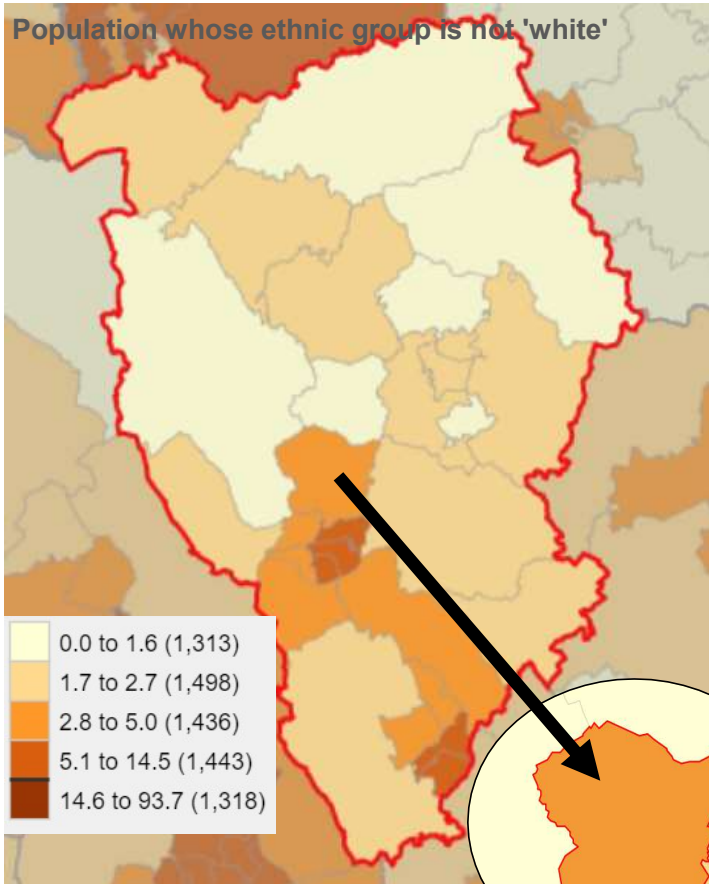 Population whose ethnic group is not 'white'
0.0 to 1.6 (1,313)
1.7 to 2.7 (1,498)
2.8 to 5.0 (1,436)
5.1 to 14.5 (1,443)
14.6 to 93.7 (1,318)